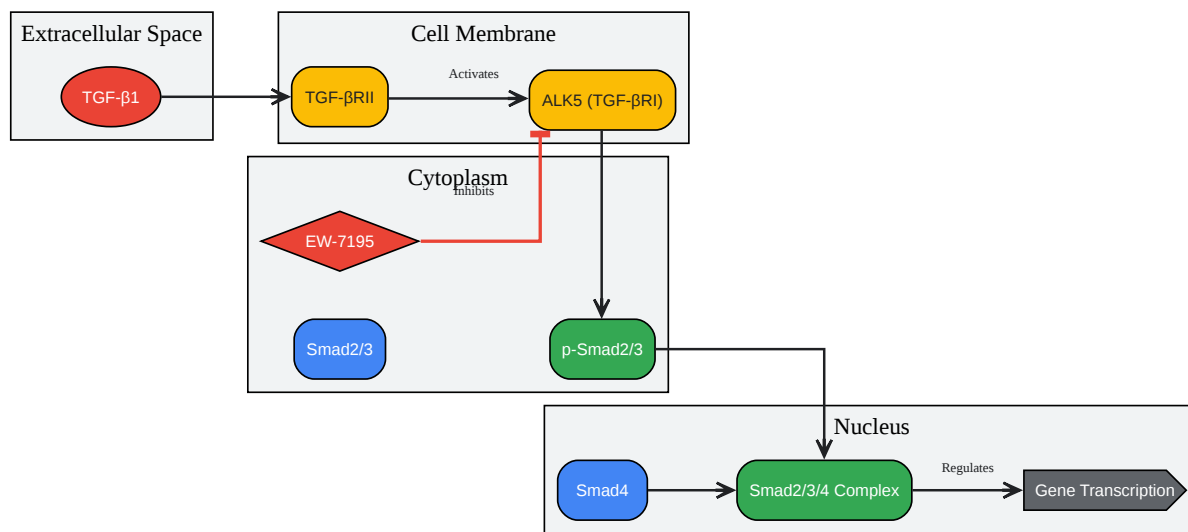 Extracellular Space
Cell Membrane
TGF-β1
TGF-βRII
Activates
ALK5 (TGF-βRI)
Cytoplasm
Inhibits
EW-7195
Smad2/3
p-Smad2/3
Nucleus
Smad4
Smad2/3/4 Complex
Regulates
Gene Transcription